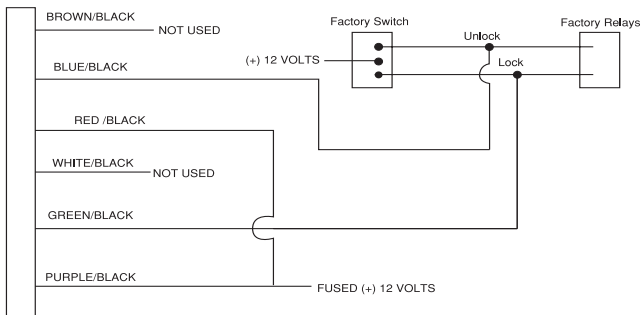 BROWN/BLACK
NOT USED
Factory Switch
Factory Relays
Unlock
(+) 12 VOLTS
BLUE/BLACK
Lock
RED /BLACK
WHITE/BLACK
NOT USED
GREEN/BLACK
PURPLE/BLACK
FUSED (+) 12 VOLTS